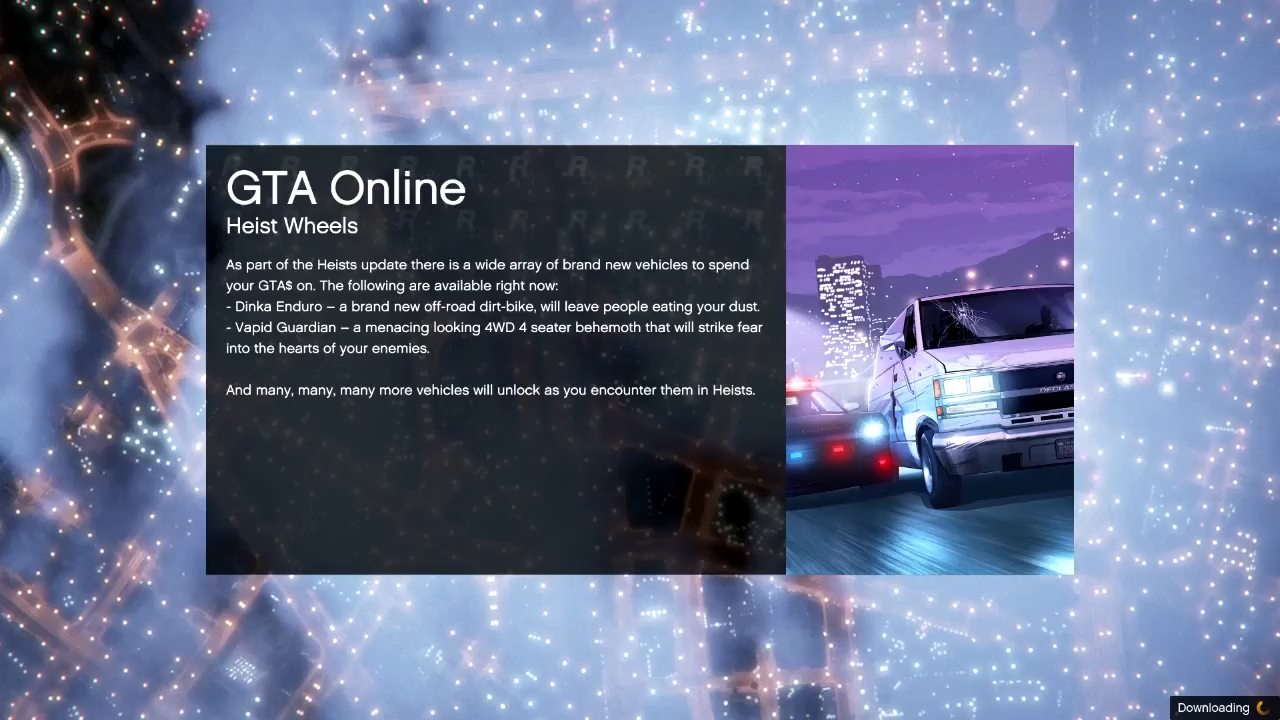 GTA Online
Heist Wheels
As part of the Heists update there is a wide array of brand new vehicles to spend
your GTA$ on. The following are available right now:
- Dinka Enduro – a brand new off-road dirt-bike, will leave people eating your dust.
- Vapid Guardian – a menacing looking 4WD 4 seater behemoth that will strike fear
into the hearts of your enemies.
And many, many, many more vehicles will unlock as you encounter them in Heists.
Downloading